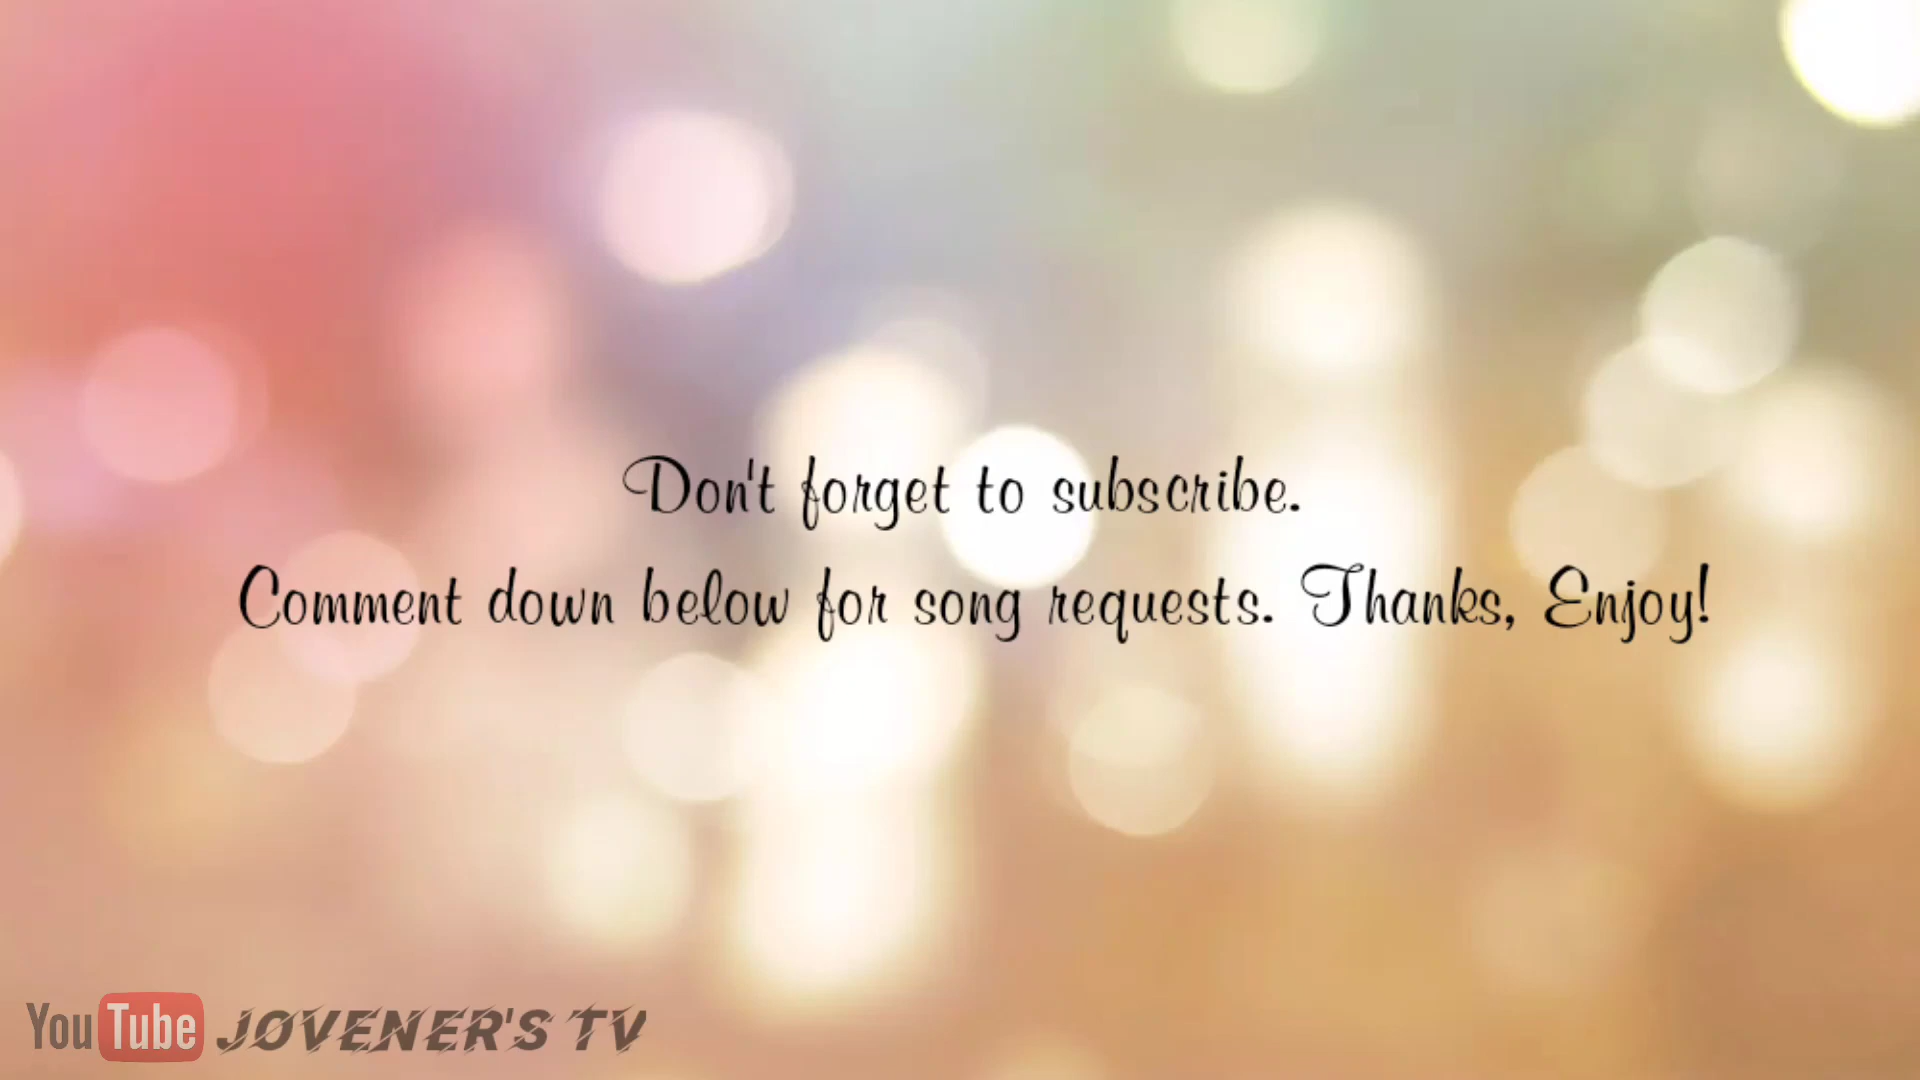 Don't forget to subscribe.
Comment down below for song requests. Thanks, Enjoy!
YouTube JOVENER'S TV